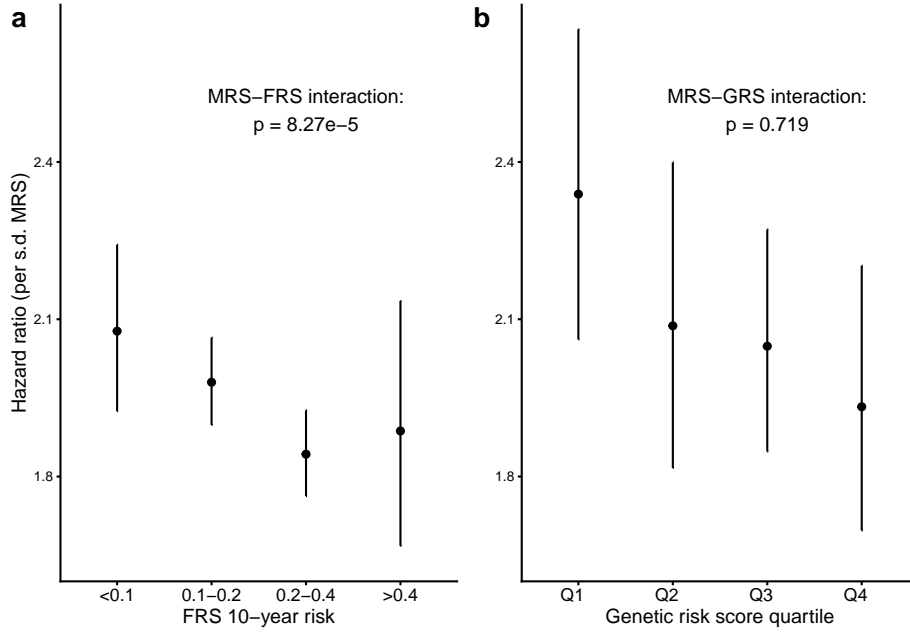 a
MRS−FRS interaction:
p = 8.27e−5
Hazard ratio (per s.d. MRS)
2.4
2.1
1.8
<0.1 0.1−0.2 0.2−0.4 >0.4
FRS 10−year risk
b
MRS−GRS interaction:
p = 0.719
2.4
2.1
1.8
Q1 Q2 Q3 Q4
Genetic risk score quartile